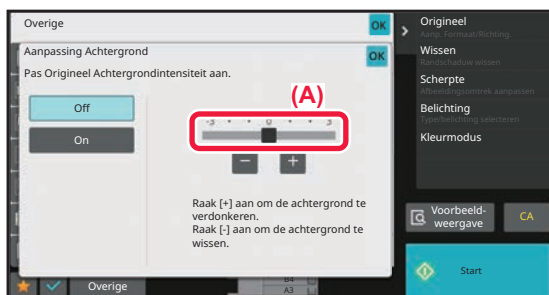 Overige
OK
Aanpassing Achtergrond
OK
Pas Origineel Achtergrondintensiteit aan.
Off
On
(A)
-3 • • 0 • • 3
− +
Raak [+] aan om de achtergrond te
verdonkeren.
Raak [-] aan om de achtergrond te
wissen.
Overige
B4
A3
Origineel
Aanp. Formaat/Richting.
Wissen
Randschaduw wissen
Scherpte
Afbeeldingsomtrek aanpassen
Belichting
Type/belichting selecteren
Kleurmodus
Voorbeeld-
weergave
CA
Start